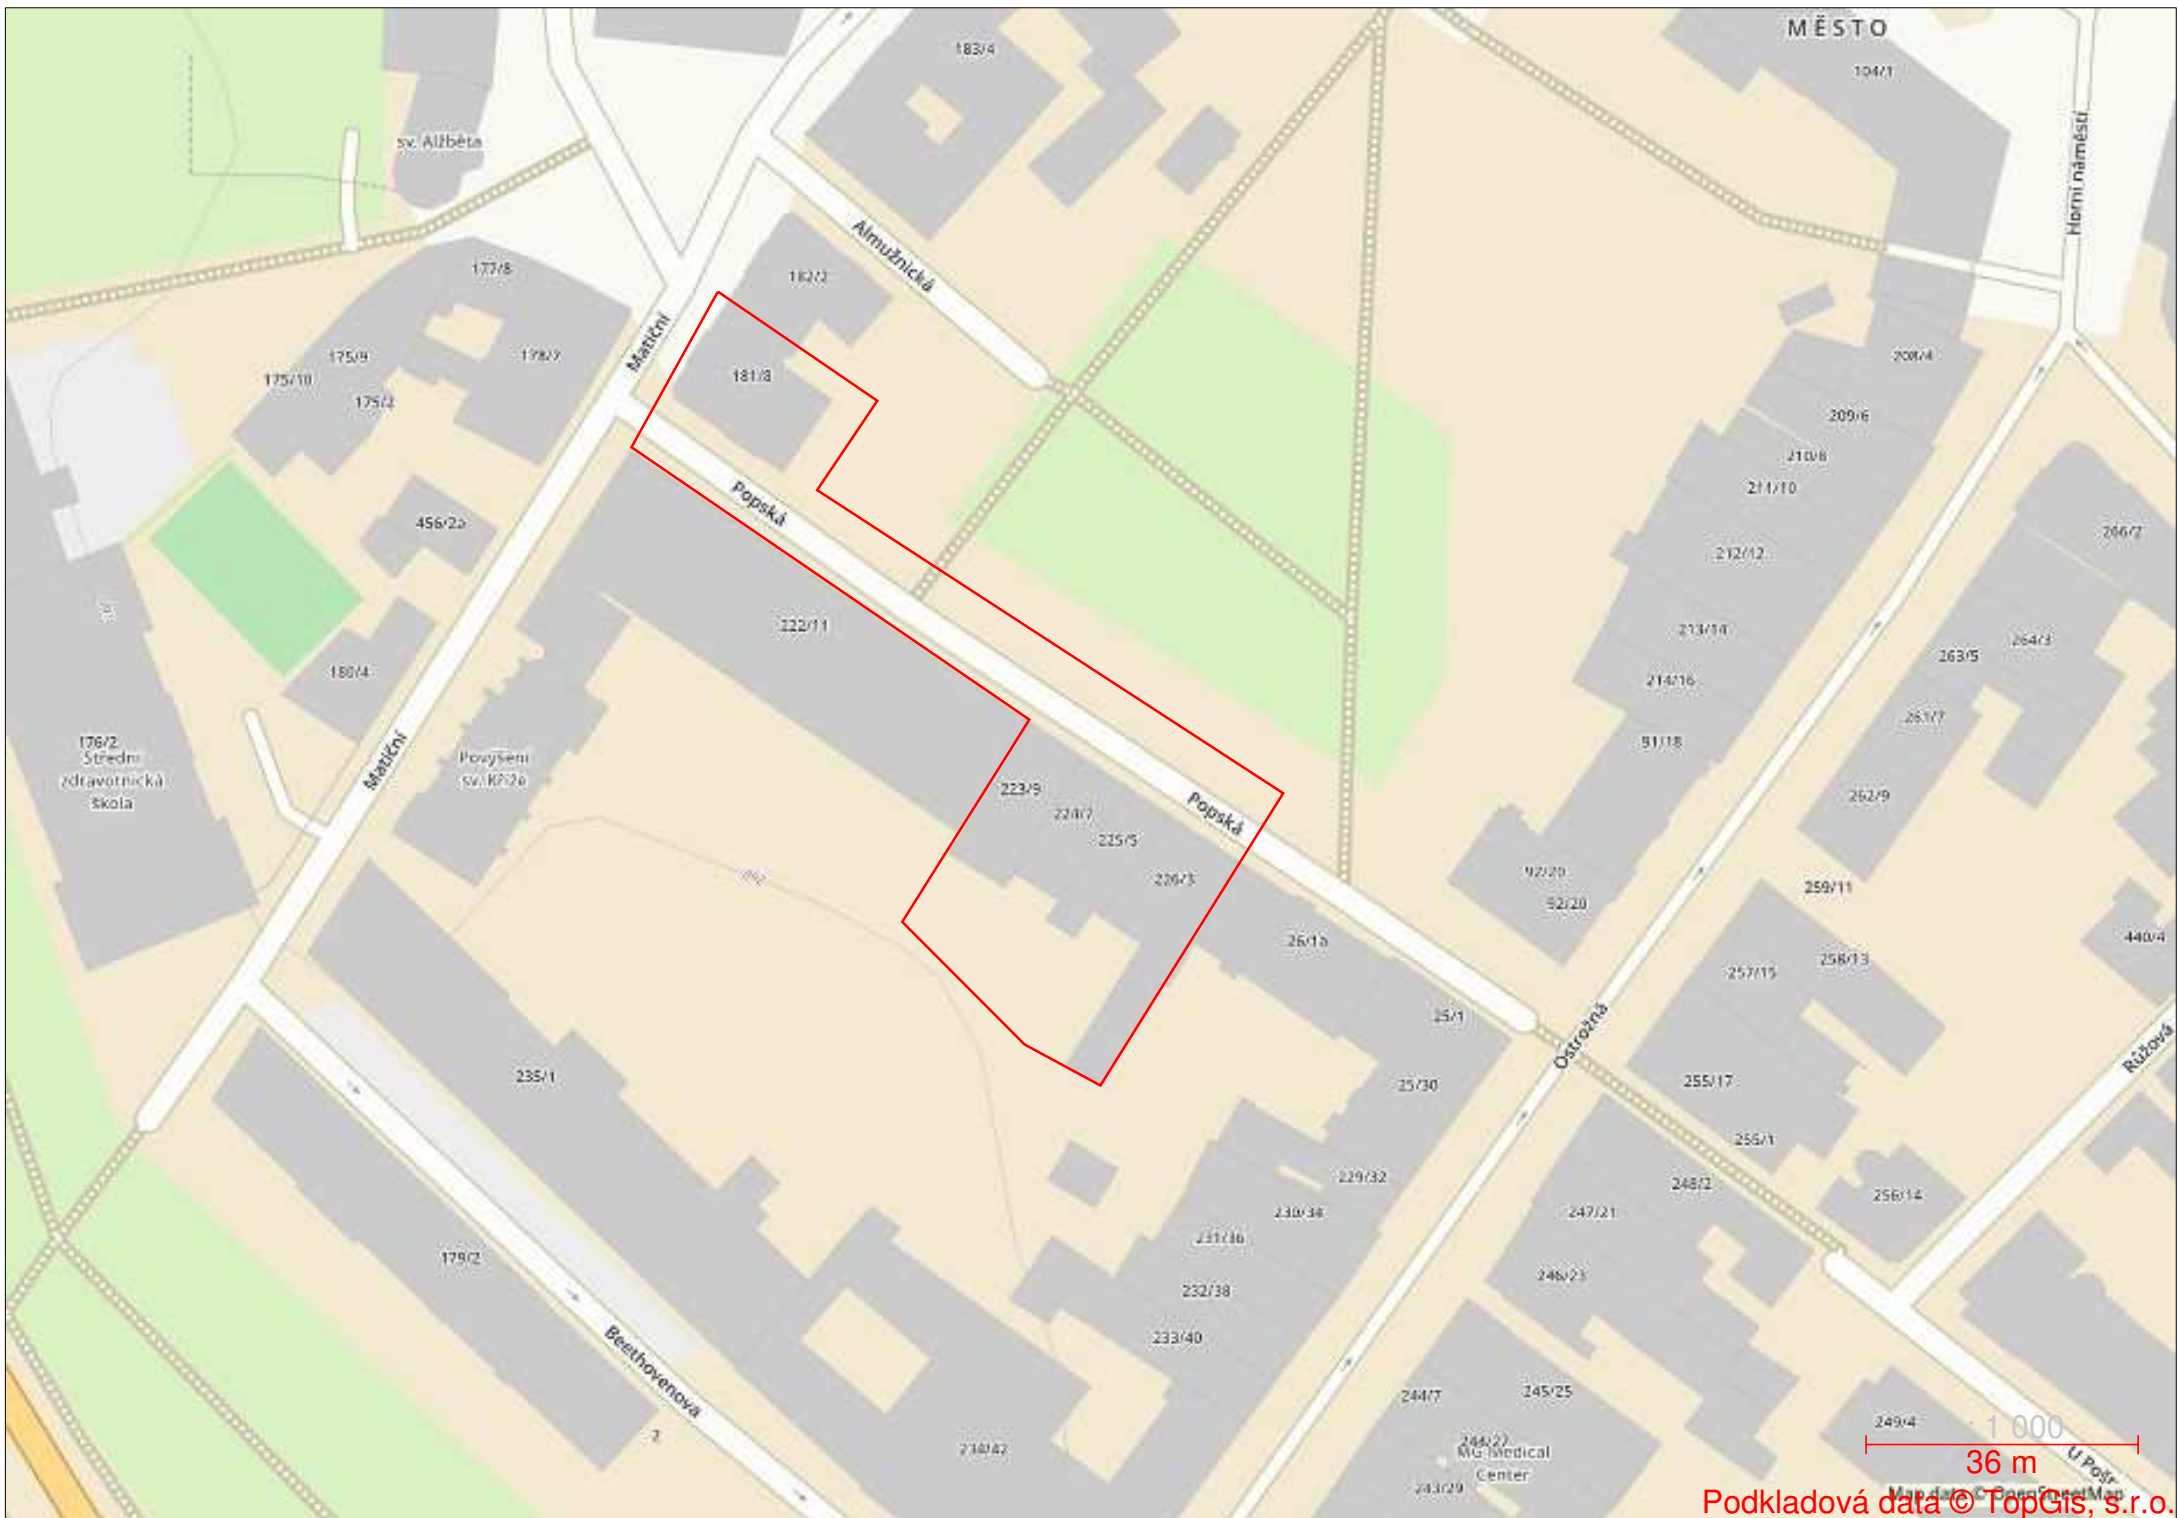 MĚSTO
183/4
104/1
sv. Alžběta
Horní náměstí
Almužnická
177/8
182/2
Matiční
175/9
178/7
208/4
175/10
181/8
175/2
209/6
210/8
211/10
Popská
456/2a
266/2
212/12
222/11
213/14
264/3
263/5
180/4
214/16
261/7
91/18
176/2
Střední
zdravotnická
škola
Matiční
Povýšení
sv. Kříže
223/9
224/7
Popská
262/9
225/5
226/3
92/20
259/11
92/20
26/1a
440/4
257/15
258/13
25/1
Ostrožná
Růžová
235/1
25/30
255/17
255/1
229/32
248/2
256/14
230/34
247/21
231/36
179/2
246/23
232/38
233/40
Beethovenova
244/7
245/25
249/4
1 000
2
234/42
244/27
MG Medical
Center
36 m
U Pošt
243/29
Map data © OpenStreetMap
Podkladová data © TopGis, s.r.o.